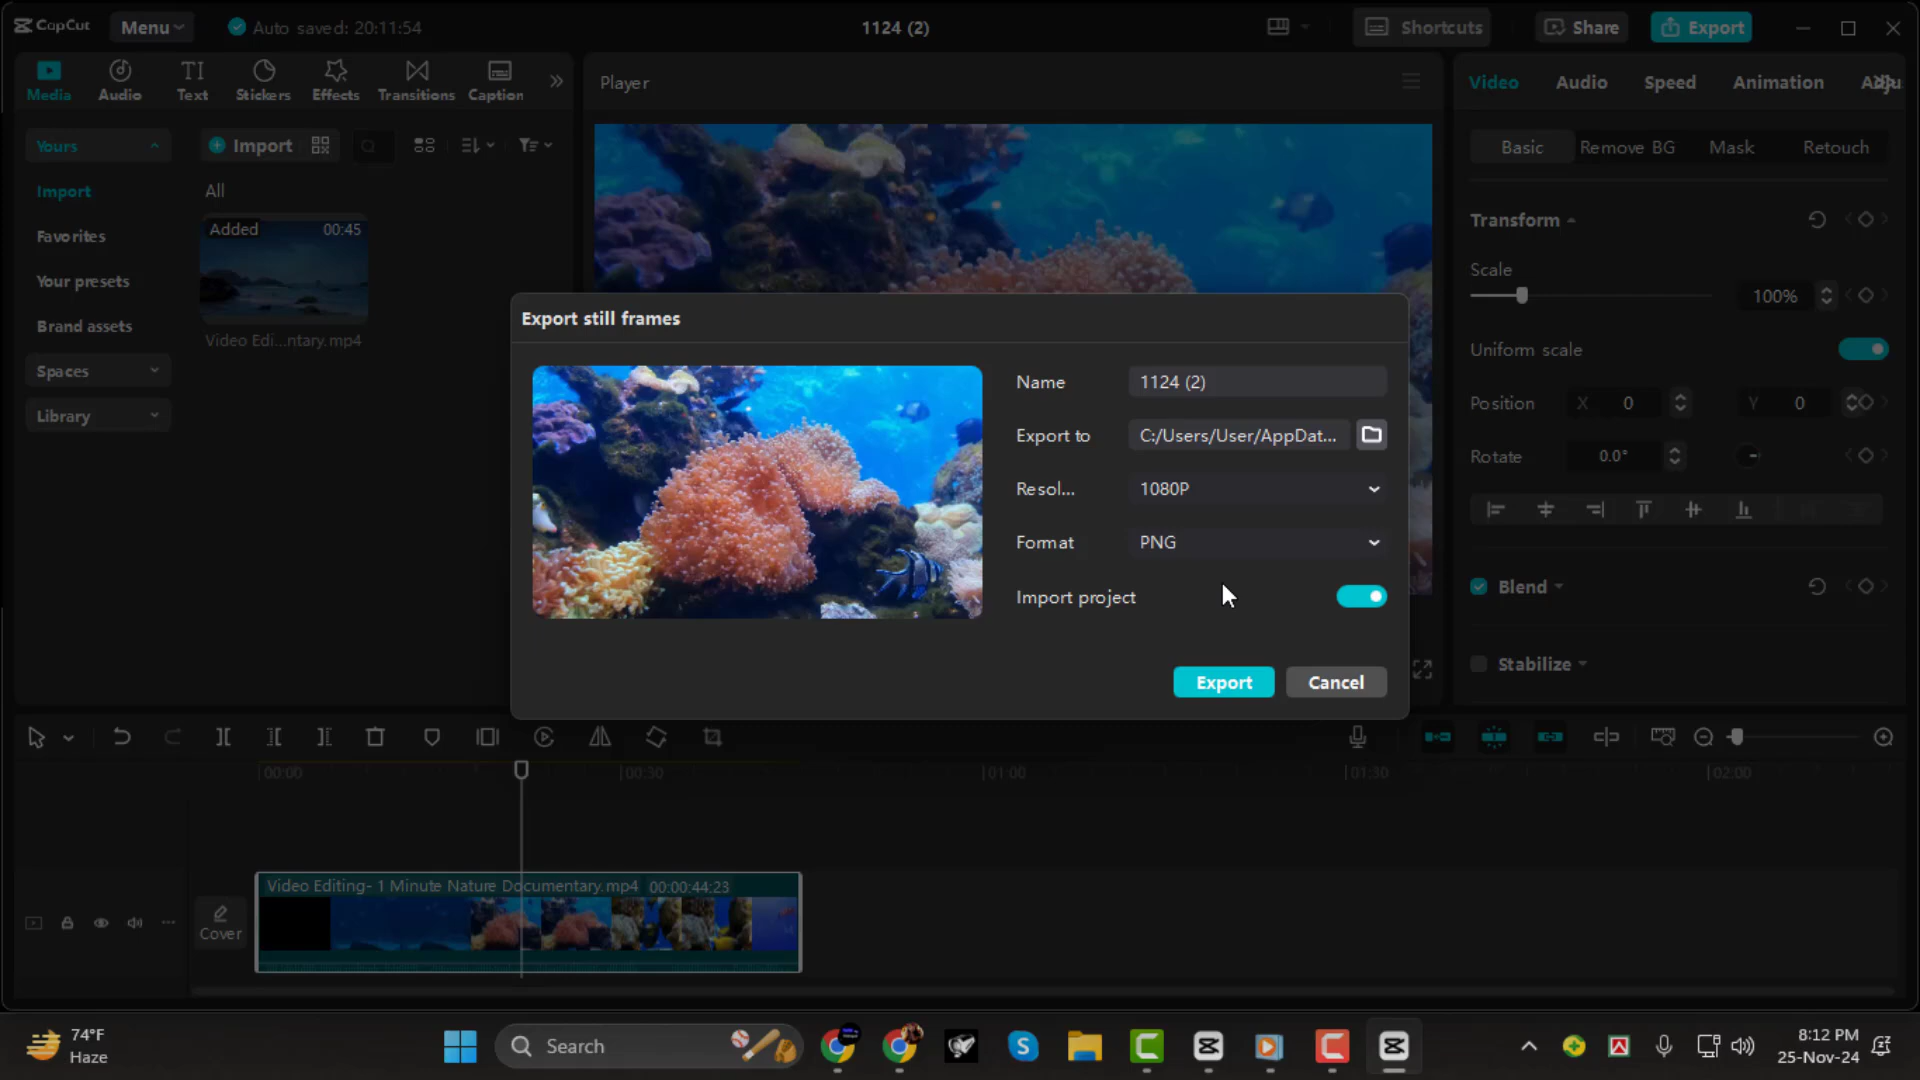 CapCut Menu Auto saved: 20:11:54 1124 (2) Shortcuts Share Export
Media Audio Text Stickers Effects Transitions Caption
Player
Video Audio Speed Animation
Yours Import
Basic Remove BG Mask Retouch
Import
All
Favorites
Added 00:45
Your presets
Brand assets
Video Edi...ntary.mp4
Spaces
Library
Transform
Scale
100%
Uniform scale
Position X 0 Y 0
Rotate 0.0°
Blend
Stabilize
Export still frames
Name 1124 (2)
Export to C:/Users/User/AppDat...
Resol... 1080P
Format PNG
Import project
Export Cancel
00:00 00:30 01:00 01:30 02:00
Video Editing- 1 Minute Nature Documentary.mp4 00:00:44:23
Cover
74°F
Haze
Search
8:12 PM
25-Nov-24